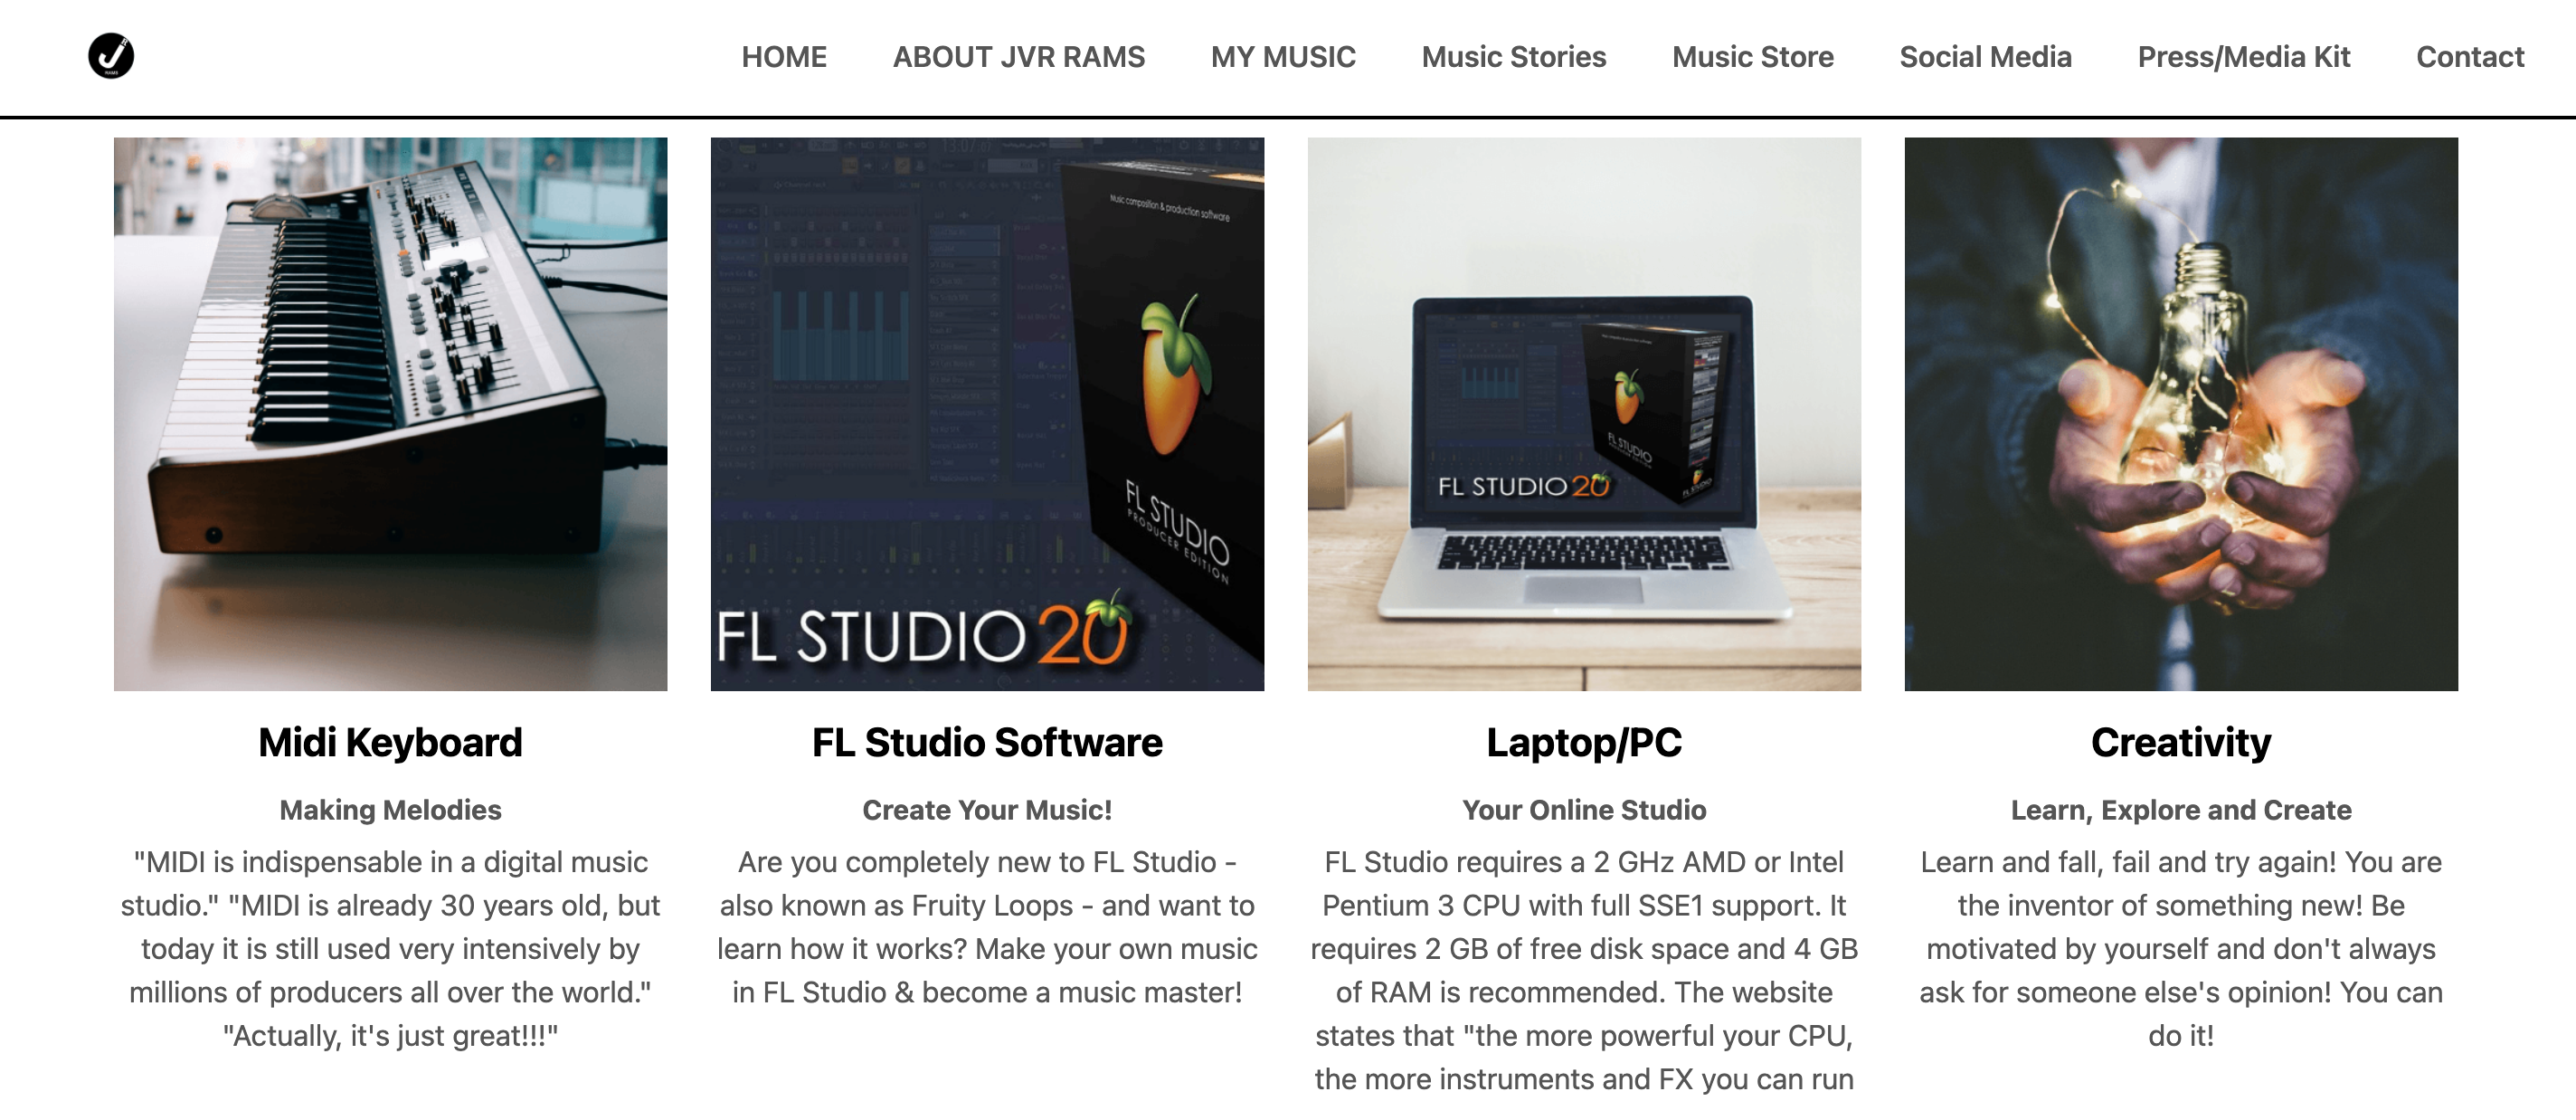 HOME ABOUT JVR RAMS MY MUSIC Music Stories Music Store Social Media Press/Media Kit Contact
Music composition & production software
FL STUDIO
PRODUCER EDITION
FL STUDIO 20
FL STUDIO
FL STUDIO 20
Midi Keyboard
Making Melodies
"MIDI is indispensable in a digital music
studio." "MIDI is already 30 years old, but
today it is still used very intensively by
millions of producers all over the world."
"Actually, it's just great!!!"
FL Studio Software
Create Your Music!
Are you completely new to FL Studio -
also known as Fruity Loops - and want to
learn how it works? Make your own music
in FL Studio & become a music master!
Laptop/PC
Your Online Studio
FL Studio requires a 2 GHz AMD or Intel
Pentium 3 CPU with full SSE1 support. It
requires 2 GB of free disk space and 4 GB
of RAM is recommended. The website
states that "the more powerful your CPU,
the more instruments and FX you can run
Creativity
Learn, Explore and Create
Learn and fall, fail and try again! You are
the inventor of something new! Be
motivated by yourself and don't always
ask for someone else's opinion! You can
do it!